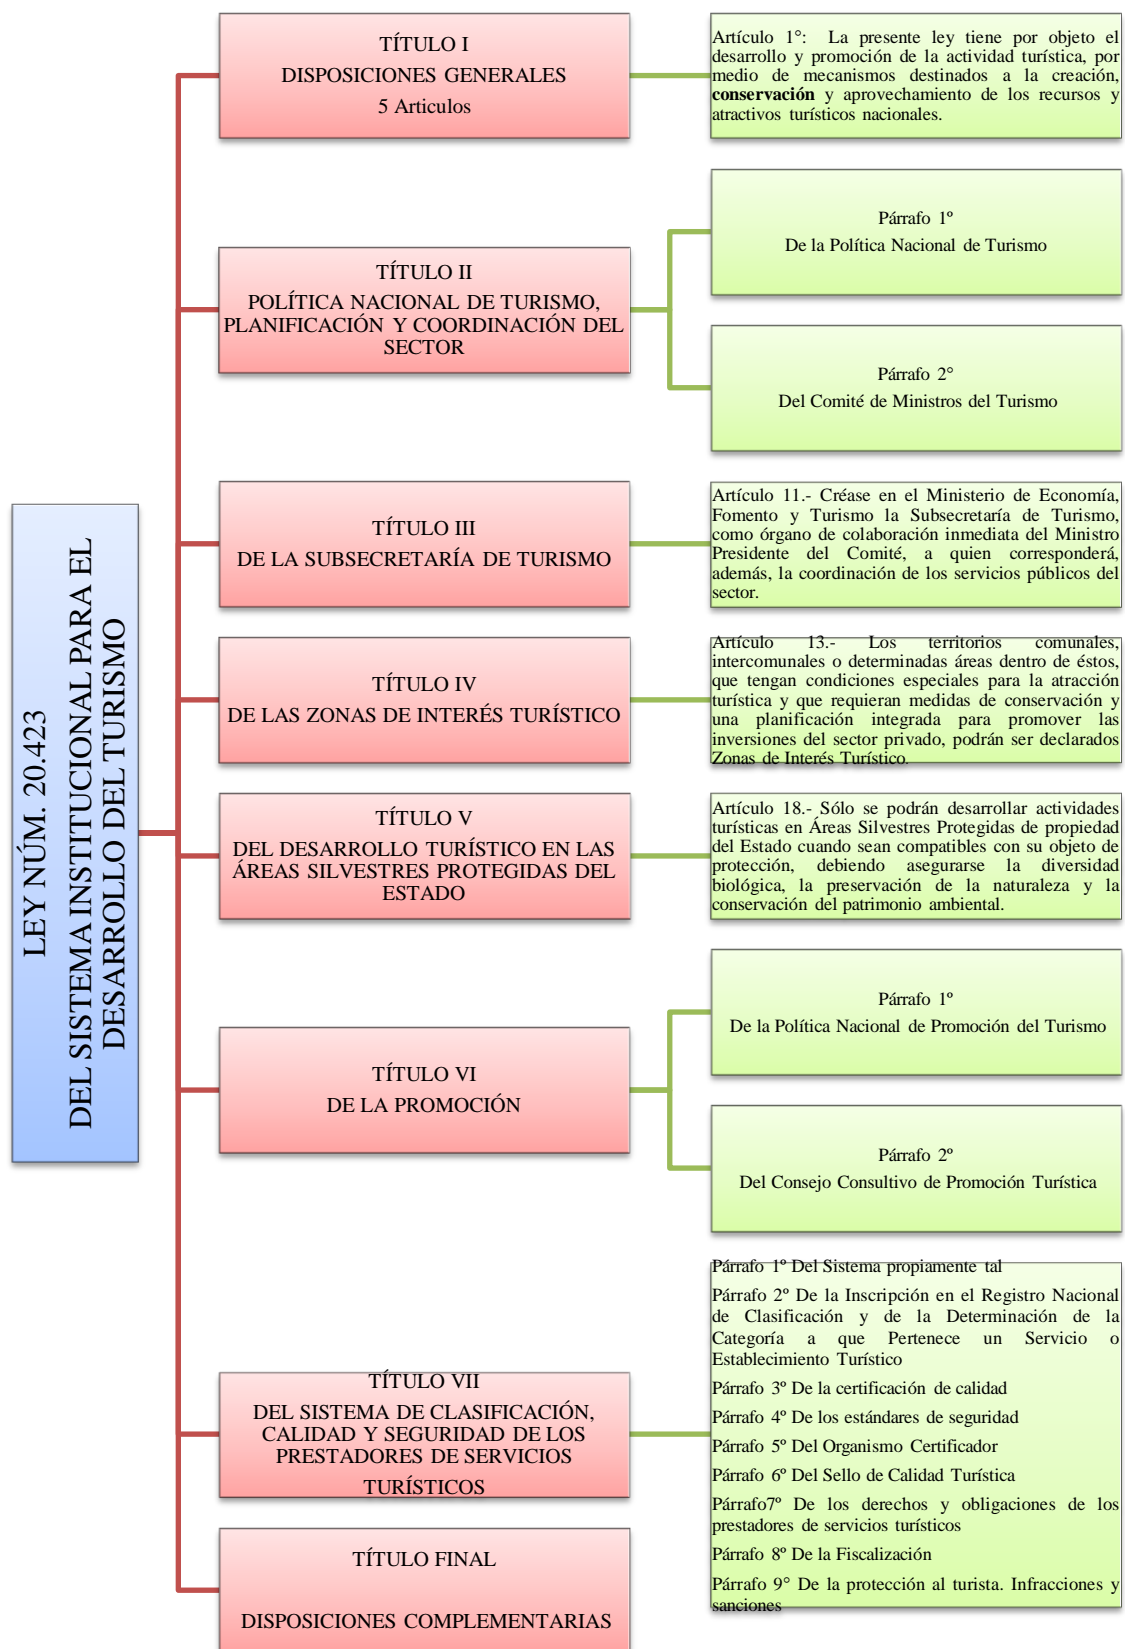 LEY NÚM. 20.423
DEL SISTEMA INSTITUCIONAL PARA EL
DESARROLLO DEL TURISMO
TÍTULO I
DISPOSICIONES GENERALES
5 Articulos
Artículo 1°: La presente ley tiene por objeto el
desarrollo y promoción de la actividad turística, por
medio de mecanismos destinados a la creación,
conservación y aprovechamiento de los recursos y
atractivos turísticos nacionales.
TÍTULO II
POLÍTICA NACIONAL DE TURISMO,
PLANIFICACIÓN Y COORDINACIÓN DEL
SECTOR
Párrafo 1º
De la Política Nacional de Turismo
Párrafo 2°
Del Comité de Ministros del Turismo
TÍTULO III
DE LA SUBSECRETARÍA DE TURISMO
Artículo 11.- Créase en el Ministerio de Economía,
Fomento y Turismo la Subsecretaría de Turismo,
como órgano de colaboración inmediata del Ministro
Presidente del Comité, a quien corresponderá,
además, la coordinación de los servicios públicos del
sector.
TÍTULO IV
DE LAS ZONAS DE INTERÉS TURÍSTICO
Artículo 13.- Los territorios comunales,
intercomunales o determinadas áreas dentro de éstos,
que tengan condiciones especiales para la atracción
turística y que requieran medidas de conservación y
una planificación integrada para promover las
inversiones del sector privado, podrán ser declarados
Zonas de Interés Turístico.
TÍTULO V
DEL DESARROLLO TURÍSTICO EN LAS
ÁREAS SILVESTRES PROTEGIDAS DEL
ESTADO
Artículo 18.- Sólo se podrán desarrollar actividades
turísticas en Áreas Silvestres Protegidas de propiedad
del Estado cuando sean compatibles con su objeto de
protección, debiendo asegurarse la diversidad
biológica, la preservación de la naturaleza y la
conservación del patrimonio ambiental.
TÍTULO VI
DE LA PROMOCIÓN
Párrafo 1º
De la Política Nacional de Promoción del Turismo
Párrafo 2º
Del Consejo Consultivo de Promoción Turística
TÍTULO VII
DEL SISTEMA DE CLASIFICACIÓN,
CALIDAD Y SEGURIDAD DE LOS
PRESTADORES DE SERVICIOS
TURÍSTICOS
Párrafo 1º Del Sistema propiamente tal
Párrafo 2º De la Inscripción en el Registro Nacional
de Clasificación y de la Determinación de la
Categoría a que Pertenece un Servicio o
Establecimiento Turístico
Párrafo 3º De la certificación de calidad
Párrafo 4º De los estándares de seguridad
Párrafo 5º Del Organismo Certificador
Párrafo 6º Del Sello de Calidad Turística
Párrafo7º De los derechos y obligaciones de los
prestadores de servicios turísticos
Párrafo 8º De la Fiscalización
Párrafo 9° De la protección al turista. Infracciones y
sanciones
TÍTULO FINAL
DISPOSICIONES COMPLEMENTARIAS